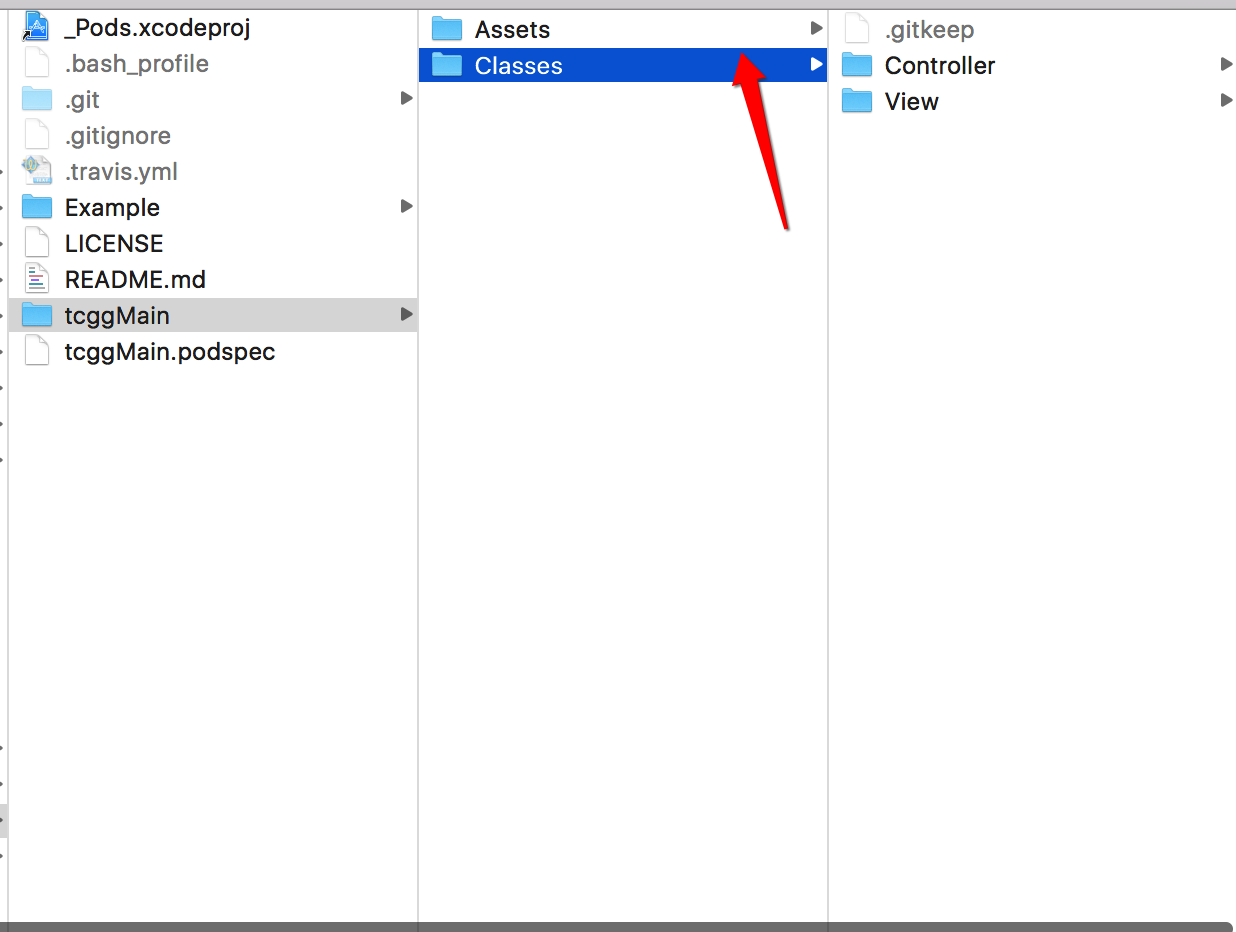 _Pods.xcodeproj
.bash_profile
.git
.gitignore
.travis.yml
Example
LICENSE
README.md
tcggMain
tcggMain.podspec
Assets
Classes
.gitkeep
Controller
View